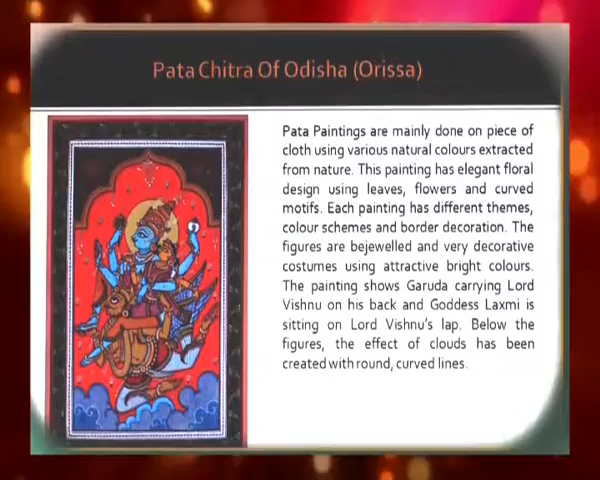 Pata Chitra Of Odisha (Orissa)
Pata Paintings are mainly done on piece of
cloth using various natural colours extracted
from nature. This painting has elegant floral
design using leaves, flowers and curved
motifs. Each painting has different themes,
colour schemes and border decoration. The
figures are bejewelled and very decorative
costumes using attractive bright colours.
The painting shows Garuda carrying Lord
Vishnu on his back and Goddess Laxmi is
sitting on Lord Vishnu's lap. Below the
figures, the effect of clouds has been
created with round, curved lines.